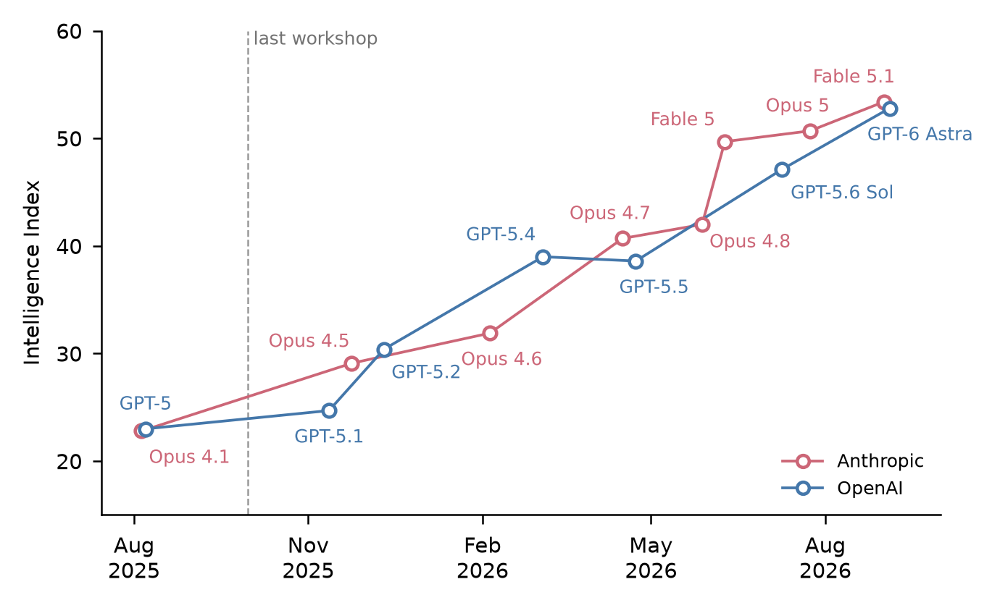 60
last workshop
Fable 5.1
Opus 5
Fable 5
50
GPT-6 Astra
GPT-5.6 Sol
Opus 4.7
GPT-5.4
40
Opus 4.8
GPT-5.5
Intelligence Index
Opus 4.5
30
Opus 4.6
GPT-5.2
GPT-5
GPT-5.1
Opus 4.1
20
Anthropic
OpenAI
Aug
2025
Nov
2025
Feb
2026
May
2026
Aug
2026